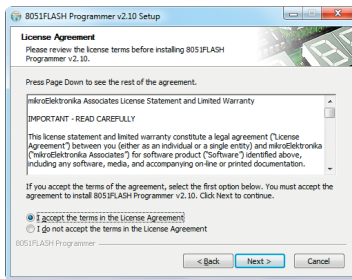 8051FLASH Programmer v2.10 Setup
License Agreement
Please review the license terms before installing 8051FLASH
Programmer v2.10.
Press Page Down to see the rest of the agreement.
mikroElektronika Associates License Statement and Limited Warranty
IMPORTANT - READ CAREFULLY
This license statement and limited warranty constitute a legal agreement ("License
Agreement") between you (either as an individual or a single entity) and mikroElektronika
("mikroElektronika Associates") for software product ("Software") identified above,
including any software, media, and accompanying on-line or printed documentation.
If you accept the terms of the agreement, select the first option below. You must accept the
agreement to install 8051FLASH Programmer v2.10. Click Next to continue.
I accept the terms in the License Agreement
I do not accept the terms in the License Agreement
8051FLASH Programmer
< Back Next > Cancel